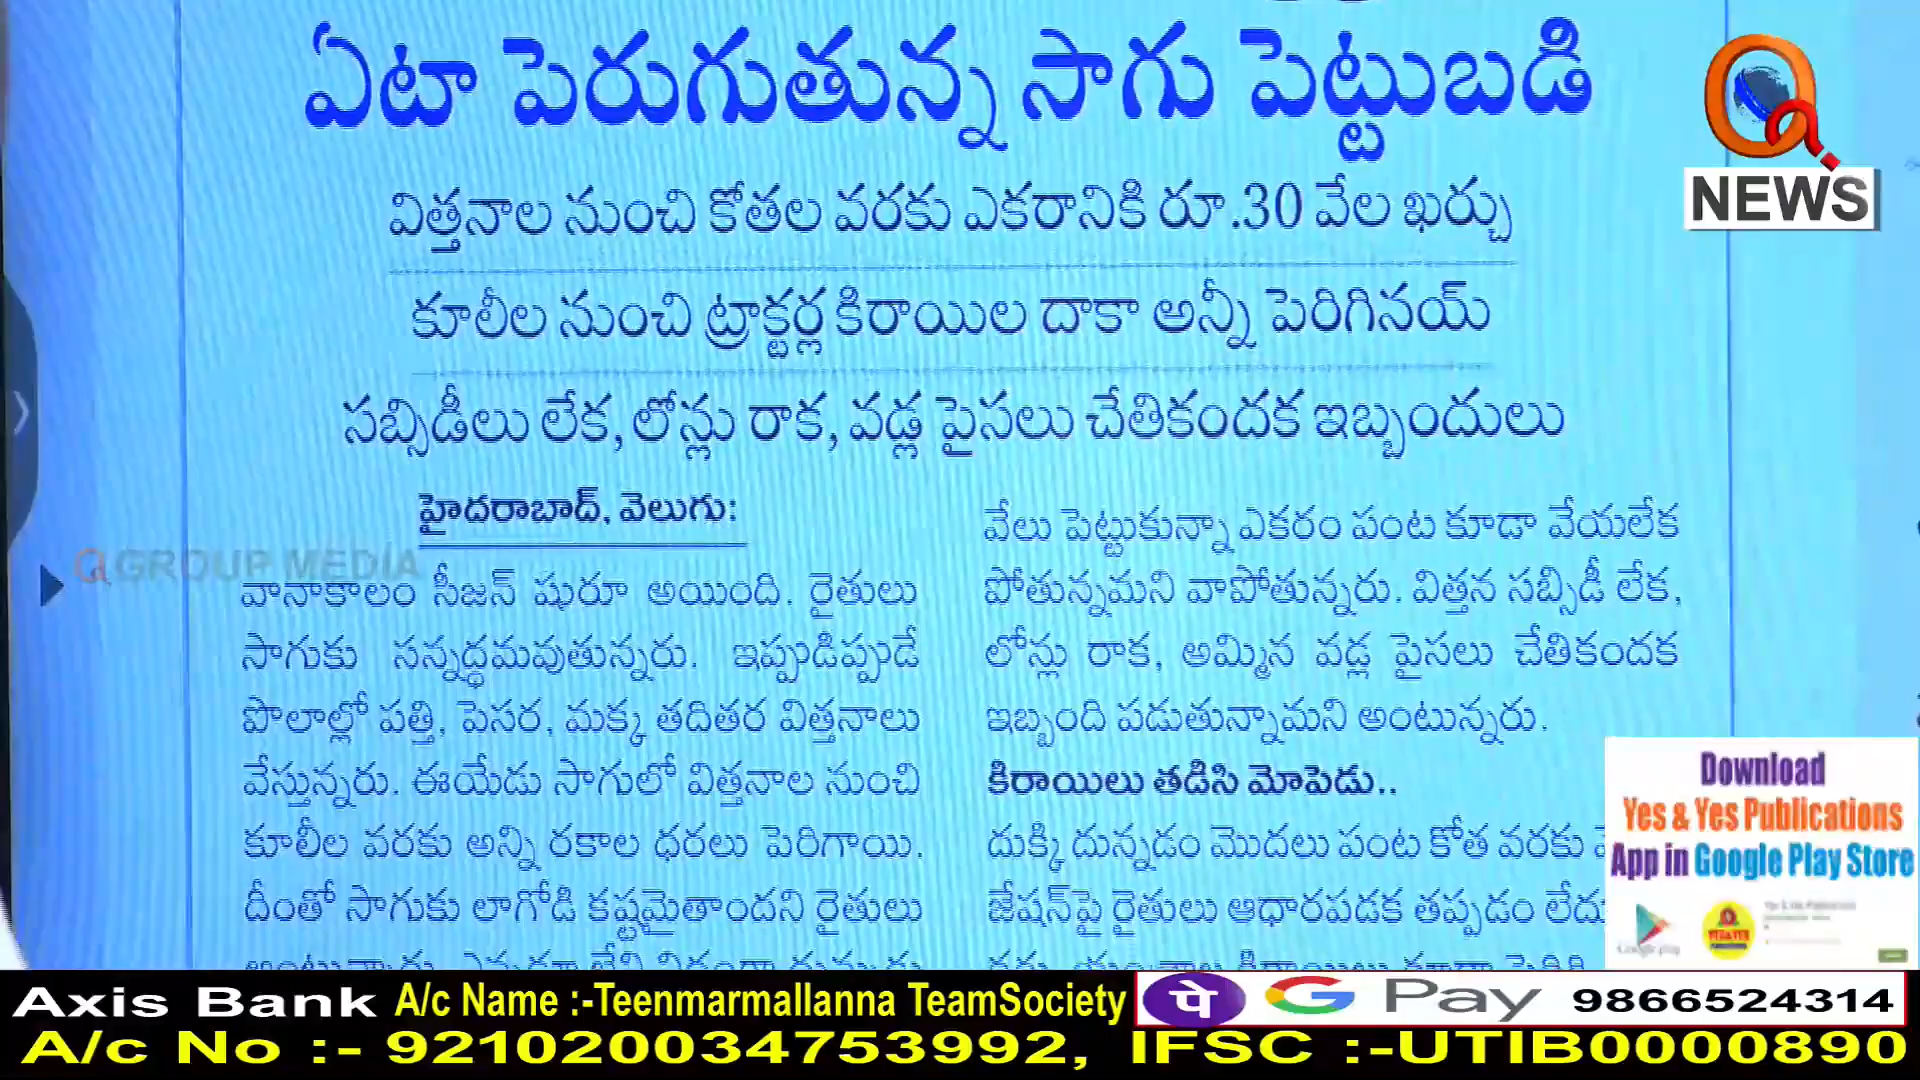 ఏటా పెరుగుతున్న సాగు పెట్టుబడి
విత్తనాల నుంచి కోతల వరకు ఎకరానికి రూ.30 వేల ఖర్చు
కూలీల నుంచి ట్రాక్టర్ల కిరాయిల దాకా అన్నీ పెరిగినయ్
సబ్సిడీలు లేక, లోన్లు రాక, వడ్ల పైసలు చేతికందక ఇబ్బందులు
హైదరాబాద్, వెలుగు:
వానాకాలం సీజన్ షురూ అయింది. రైతులు
సాగుకు సన్నద్ధమవుతున్నరు. ఇప్పుడిప్పుడే
పొలాల్లో పత్తి, పెసర, మక్క తదితర విత్తనాలు
వేస్తున్నరు. ఈయేడు సాగులో విత్తనాల నుంచి
కూలీల వరకు అన్ని రకాల ధరలు పెరిగాయి.
దీంతో సాగుకు లాగోడి కష్టమైతాందని రైతులు
వేలు పెట్టుకున్నా ఎకరం పంట కూడా వేయలేక
పోతున్నమని వాపోతున్నరు. విత్తన సబ్సిడీ లేక,
లోన్లు రాక, అమ్మిన వడ్ల పైసలు చేతికందక
ఇబ్బంది పడుతున్నామని అంటున్నరు.
కిరాయిలు తడిసి మోపెడు..
దుక్కి దున్నడం మొదలు పంట కోత వరకు
జేషన్‌పై రైతులు ఆధారపడక తప్పడం లేదు
Q GROUP MEDIA
Q
NEWS
Download
Yes & Yes Publications
App in Google Play Store
Google play
Axis Bank A/c Name :-Teenmarmallanna TeamSociety
पे G Pay 9866524314
A/c No :- 921020034753992, IFSC :-UTIB0000890